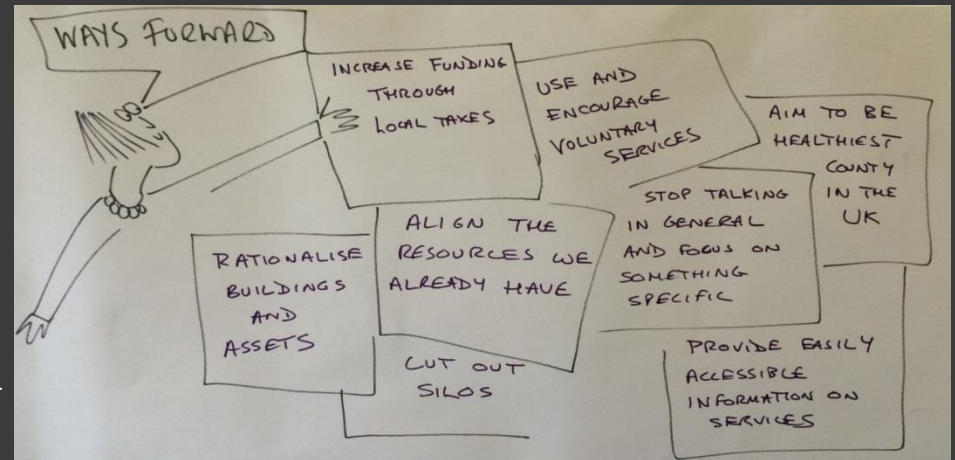 WAYS FORWARD
INCREASE FUNDING
THROUGH
LOCAL TAXES
USE AND
ENCOURAGE
VOLUNTARY
SERVICES
AIM TO BE
HEALTHIEST
COUNTY
IN THE
UK
STOP TALKING
IN GENERAL
AND FOCUS ON
SOMETHING
SPECIFIC
ALIGN THE
RESOURCES WE
ALREADY HAVE
RATIONALISE
BUILDINGS
AND
ASSETS
CUT OUT
SILOS
PROVIDE EASILY
ACCESSIBLE
INFORMATION ON
SERVICES